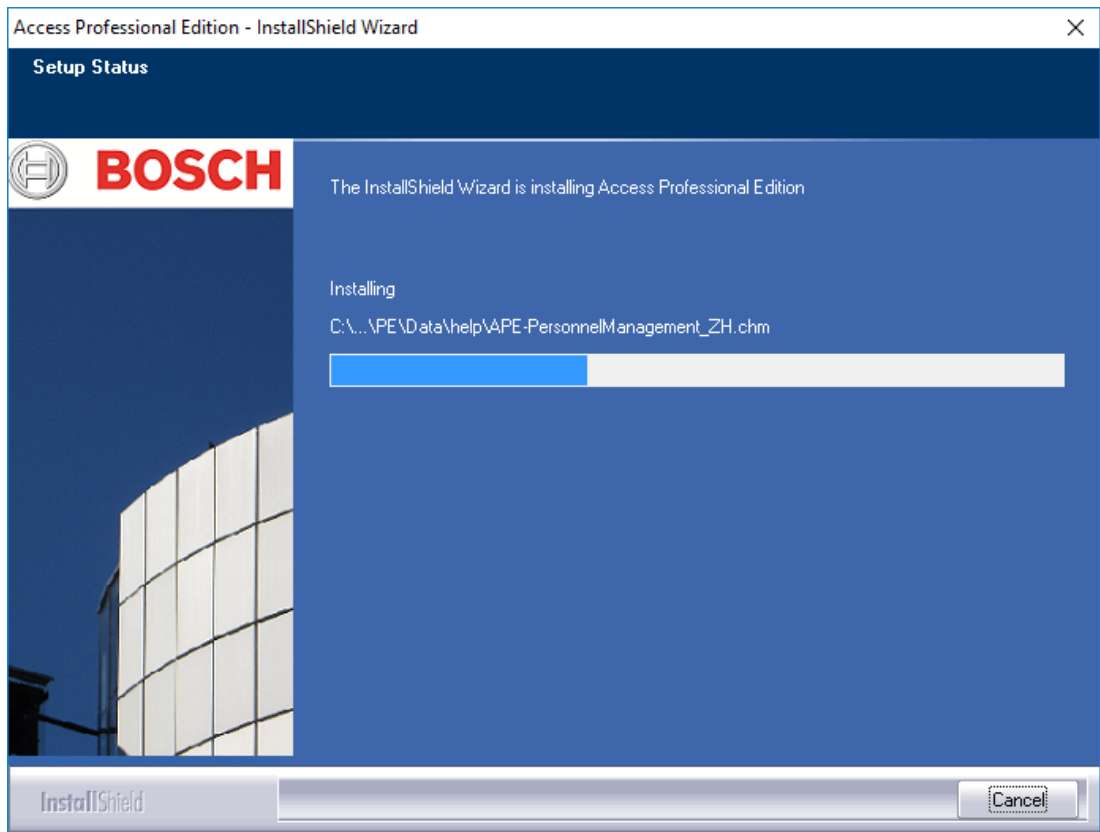 Access Professional Edition - InstallShield Wizard
Setup Status
BOSCH
The InstallShield Wizard is installing Access Professional Edition
Installing
C:\...\PE\Data\help\APE-PersonnelManagement_ZH.chm
InstallShield
Cancel